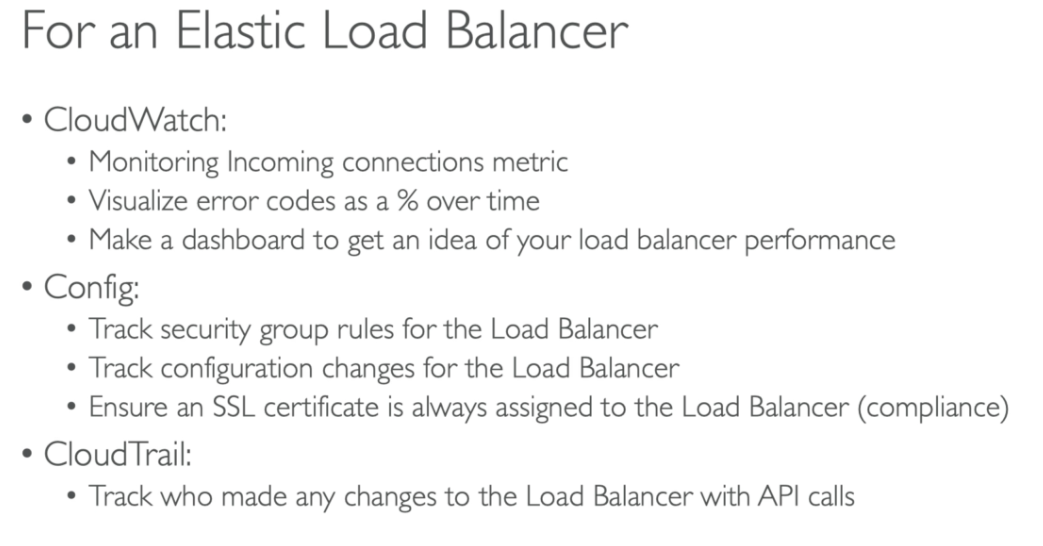 For an Elastic Load Balancer
• CloudWatch:
• Monitoring Incoming connections metric
• Visualize error codes as a % over time
• Make a dashboard to get an idea of your load balancer performance
• Config:
• Track security group rules for the Load Balancer
• Track configuration changes for the Load Balancer
• Ensure an SSL certificate is always assigned to the Load Balancer (compliance)
• CloudTrail:
• Track who made any changes to the Load Balancer with API calls